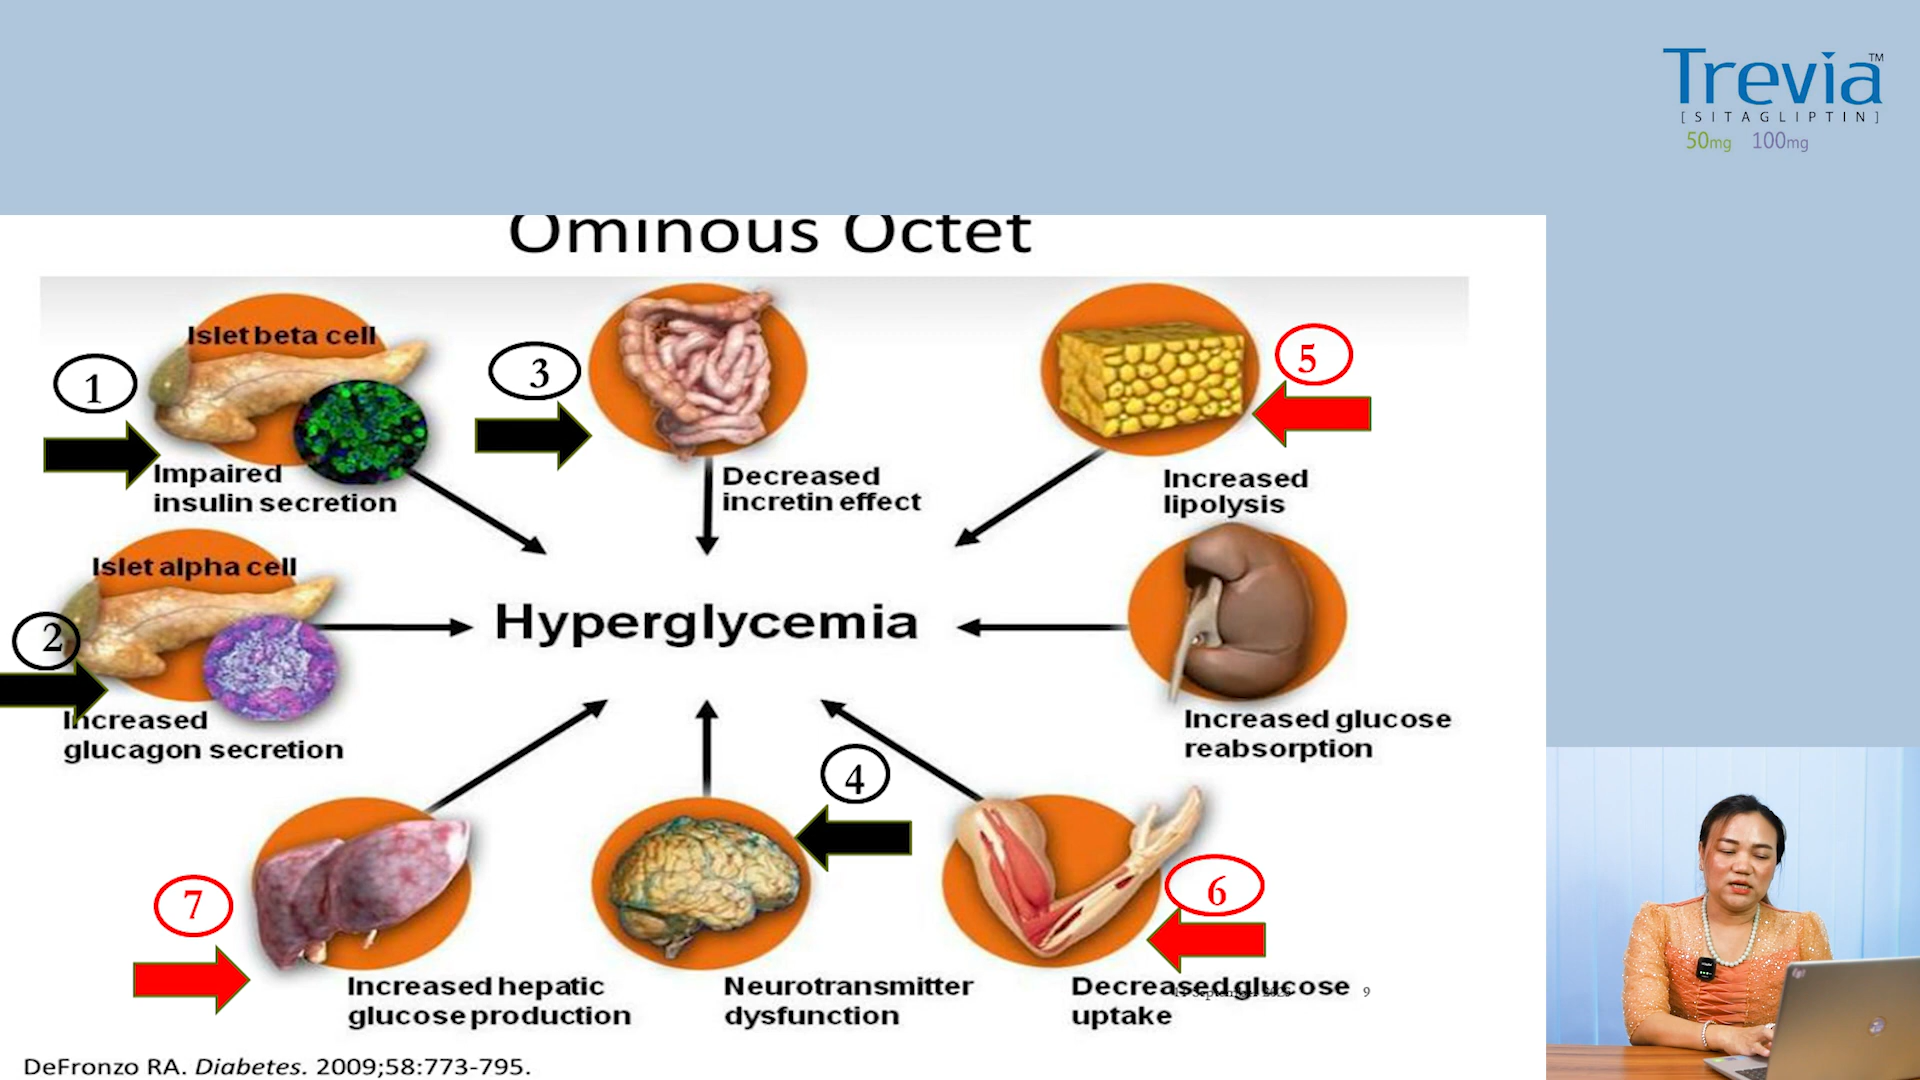 Trevia™
[SITAGLIPTIN]
50mg 100mg
Ominous Octet
Islet beta cell
1
Impaired
insulin secretion
3
Decreased
incretin effect
5
Increased
lipolysis
Islet alpha cell
2
Increased
glucagon secretion
Hyperglycemia
Increased glucose
reabsorption
7
Increased hepatic
glucose production
4
Neurotransmitter
dysfunction
6
Decreased glucose
uptake
9
DeFronzo RA. Diabetes. 2009;58:773-795.